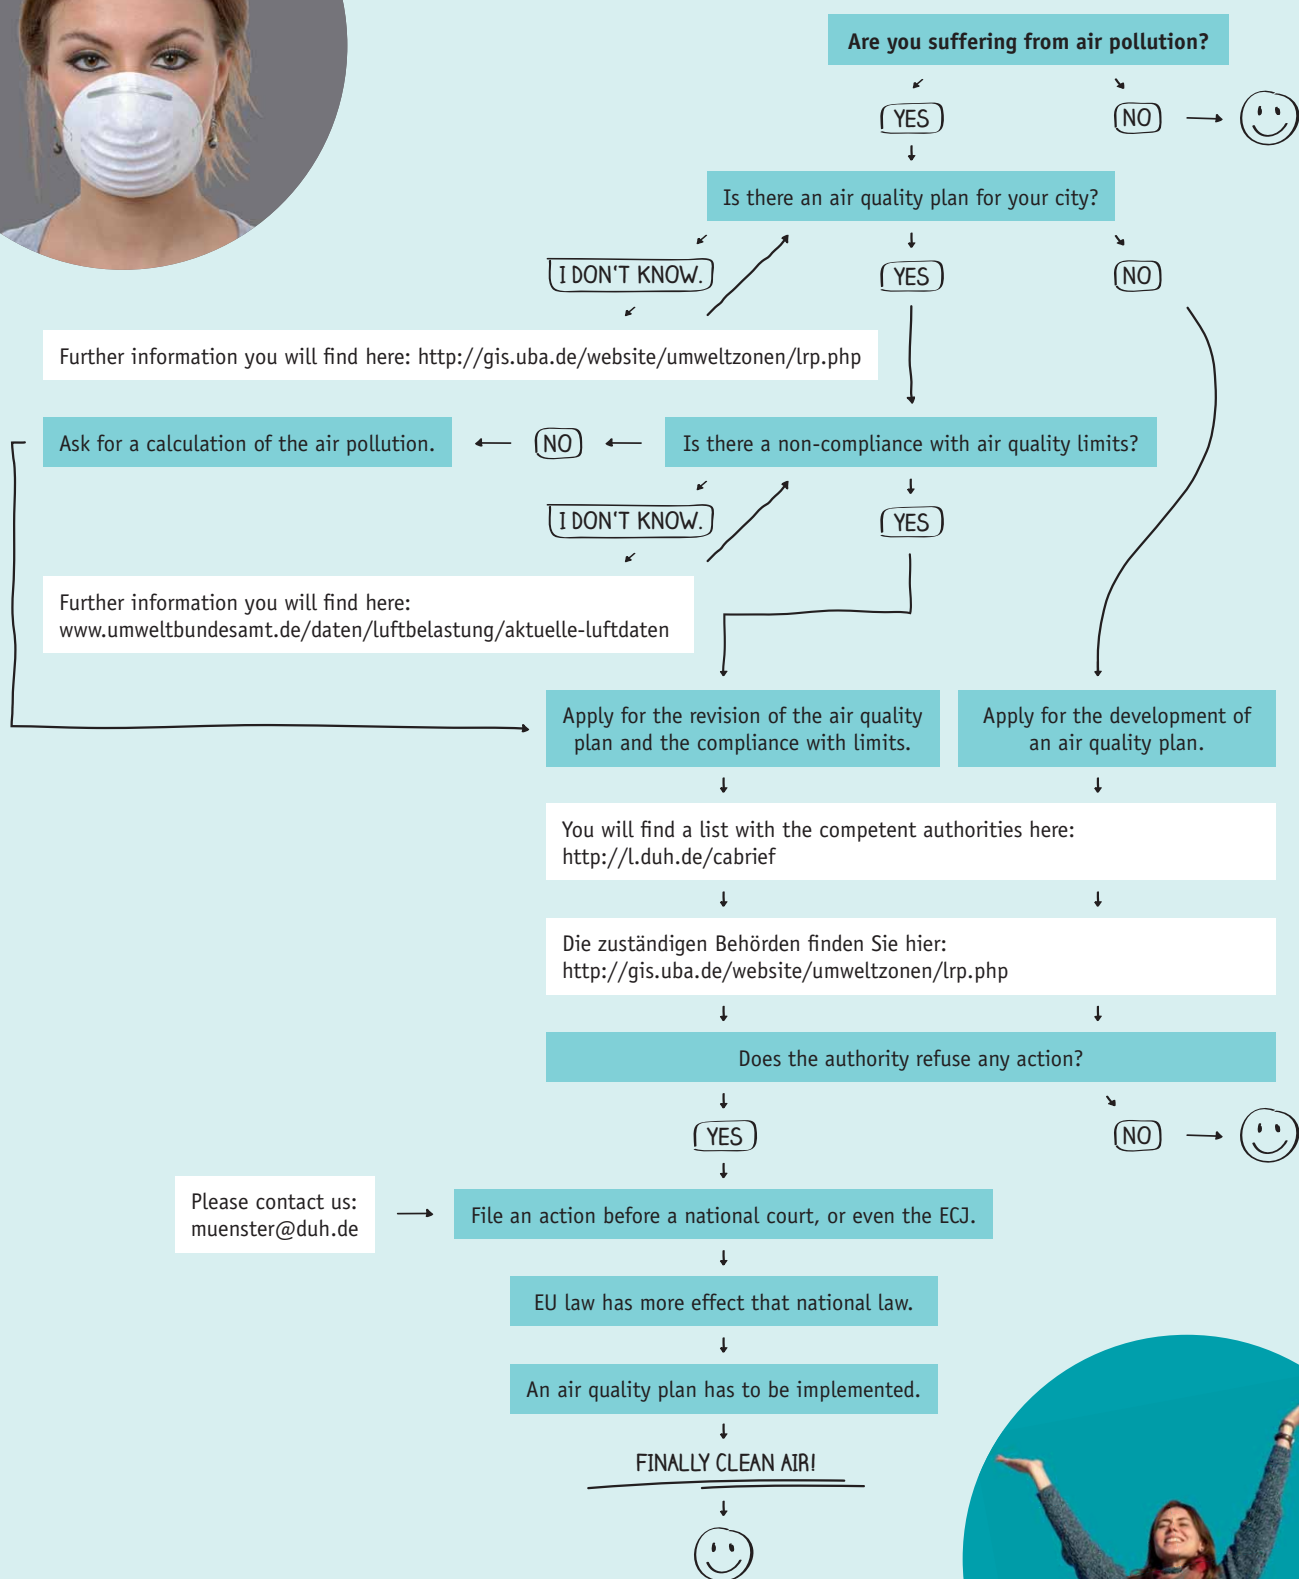 Are you suffering from air pollution?
YES
NO
Is there an air quality plan for your city?
I DON'T KNOW.
YES
NO
Further information you will find here: http://gis.uba.de/website/umweltzonen/lrp.php
Ask for a calculation of the air pollution.
NO
Is there a non-compliance with air quality limits?
I DON'T KNOW.
YES
Further information you will find here:
www.umweltbundesamt.de/daten/luftbelastung/aktuelle-luftdaten
Apply for the revision of the air quality
plan and the compliance with limits.
Apply for the development of
an air quality plan.
You will find a list with the competent authorities here:
http://l.duh.de/cabrief
Die zuständigen Behörden finden Sie hier:
http://gis.uba.de/website/umweltzonen/lrp.php
Does the authority refuse any action?
YES
NO
Please contact us:
muenster@duh.de
File an action before a national court, or even the ECJ.
EU law has more effect that national law.
An air quality plan has to be implemented.
FINALLY CLEAN AIR!